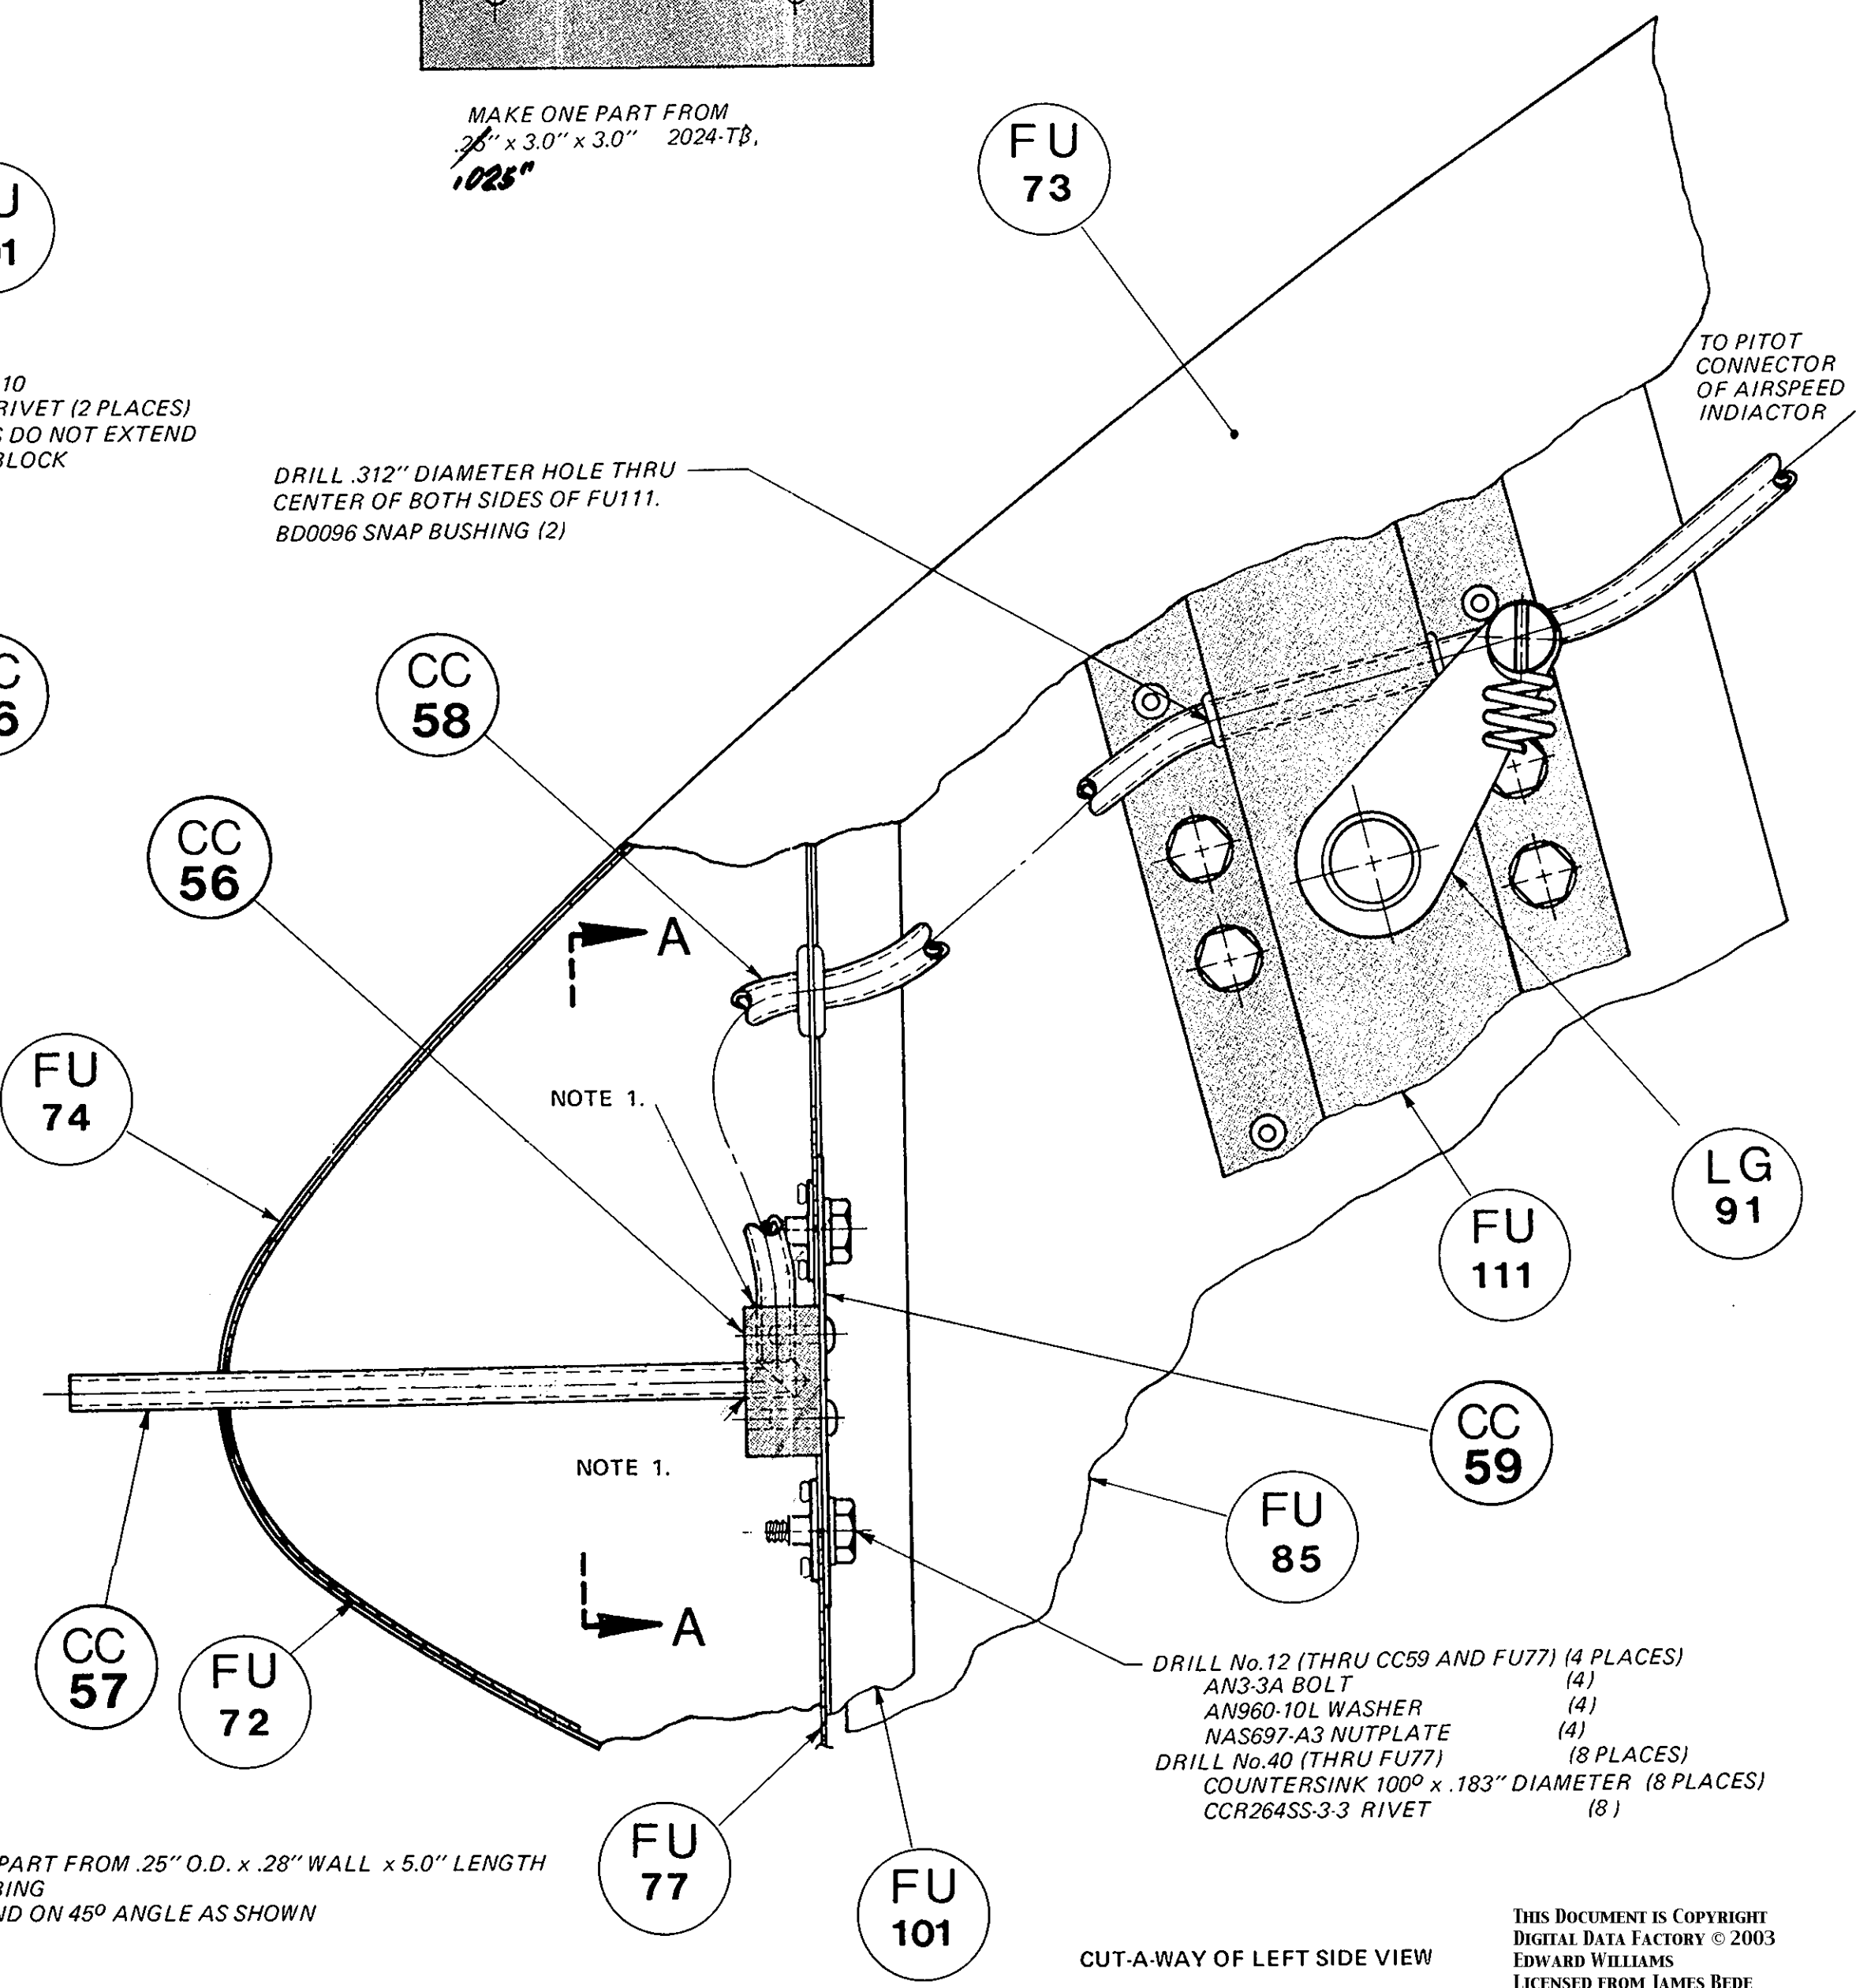 MAKE ONE PART FROM
.25" x 3.0" x 3.0" 2024-T3,
.025"
FU
73
U
1
TO PITOT
CONNECTOR
OF AIRSPEED
INDIACTOR
10
RIVET (2 PLACES)
S DO NOT EXTEND
BLOCK
DRILL .312" DIAMETER HOLE THRU
CENTER OF BOTH SIDES OF FU111.
BD0096 SNAP BUSHING (2)
CC
58
C
6
CC
56
A
FU
74
NOTE 1.
LG
91
FU
111
CC
59
NOTE 1.
FU
85
A
CC
57
FU
72
DRILL No.12 (THRU CC59 AND FU77) (4 PLACES)
AN3-3A BOLT (4)
AN960-10L WASHER (4)
NAS697-A3 NUTPLATE (4)
DRILL No.40 (THRU FU77) (8 PLACES)
COUNTERSINK 100º x .183" DIAMETER (8 PLACES)
CCR264SS-3-3 RIVET (8)
FU
77
FU
101
PART FROM .25" O.D. x .28" WALL x 5.0" LENGTH
BING
ND ON 45º ANGLE AS SHOWN
CUT-A-WAY OF LEFT SIDE VIEW
THIS DOCUMENT IS COPYRIGHT
DIGITAL DATA FACTORY © 2003
EDWARD WILLIAMS
LICENSED FROM JAMES BEDE